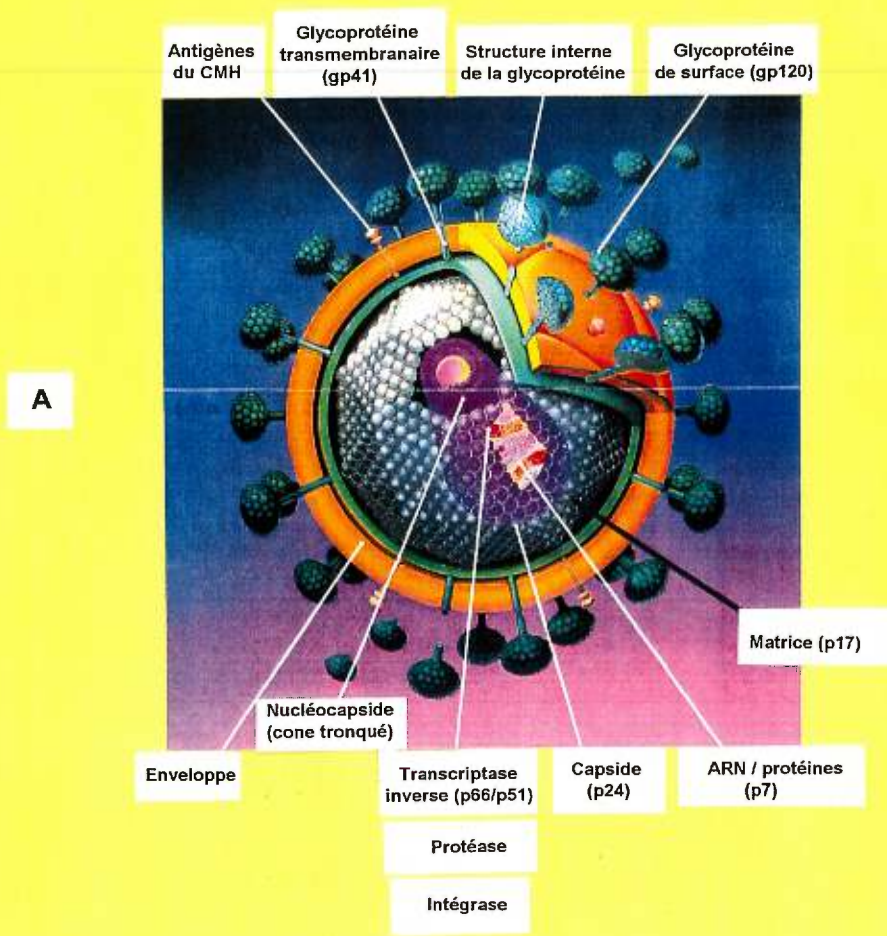 Antigènes
du CMH
Glycoprotéine
transmembranaire
(gp41)
Structure interne
de la glycoprotéine
Glycoprotéine
de surface (gp120)
A
Matrice (p17)
Nucléocapside
(cone tronqué)
Enveloppe
Transcriptase
inverse (p66/p51)
Capside
(p24)
ARN / protéines
(p7)
Protéase
Intégrase